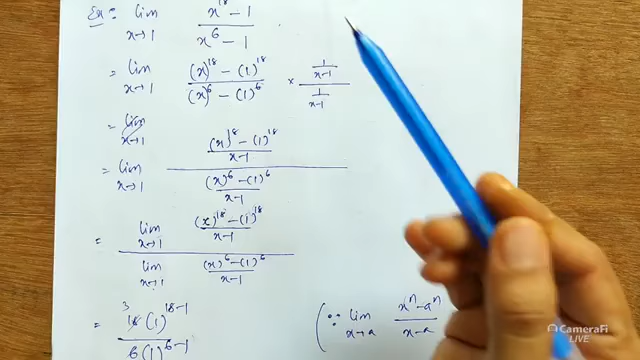 Ex:- lim x→1 x^18 - 1 / x^6 - 1
= lim x→1 (x)^18 - (1)^18 / (x)^6 - (1)^6 × 1/x-1 / 1/x-1
= lim x→1
= lim x→1 (x)^18 - (1)^18 / x-1 / (x)^6 - (1)^6 / x-1
= lim x→1 (x)^18 - (1)^18 / x-1 / lim x→1 (x)^6 - (1)^6 / x-1
= 3 18 (1)^18-1 / 6 (1)^6-1
(∵ lim x→a x^n - a^n / x-a
CameraFi
LIVE